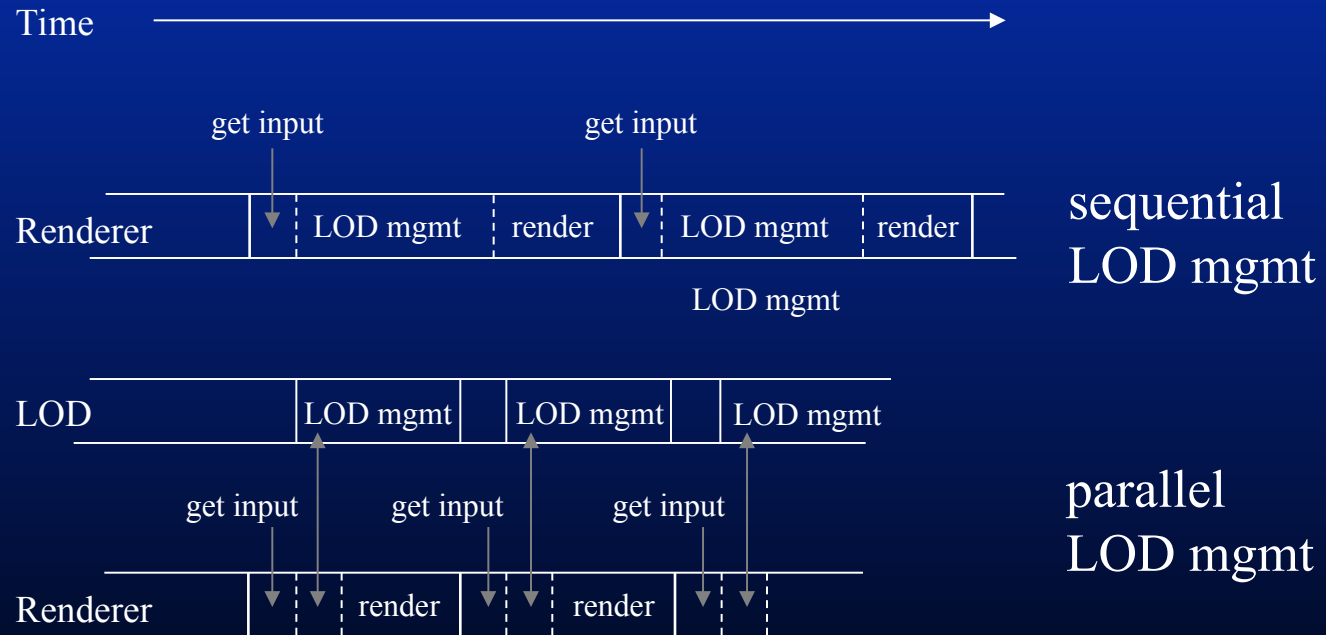 Time
get input get input
Renderer LOD mgmt render LOD mgmt render
sequential
LOD mgmt
LOD mgmt
LOD LOD mgmt LOD mgmt LOD mgmt
get input get input get input
parallel
LOD mgmt
Renderer render render